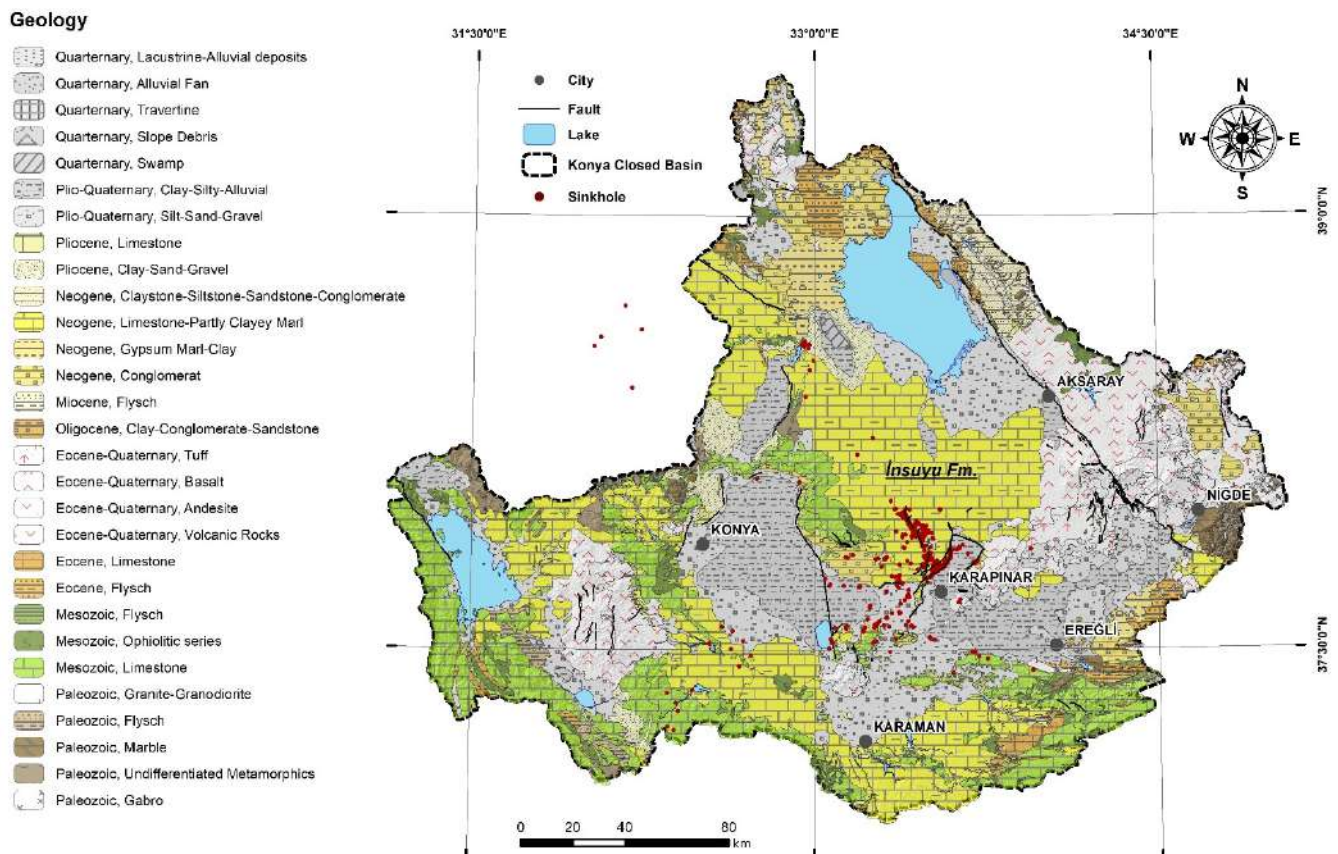 Geology
Quarternary, Lacustrine-Alluvial deposits
Quarternary, Alluvial Fan
Quarternary, Travertine
Quarternary, Slope Debris
Quarternary, Swamp
Plio-Quaternary, Clay-Silty-Alluvial
Plio-Quaternary, Silt-Sand-Gravel
Pliocene, Limestone
Pliocene, Clay-Sand-Gravel
Neogene, Claystone-Siltstone-Sandstone-Conglomerate
Neogene, Limestone-Partly Clayey Marl
Neogene, Gypsum Marl-Clay
Neogene, Conglomerat
Miocene, Flysch
Oligocene, Clay-Conglomerate-Sandstone
Eocene-Quaternary, Tuff
Eocene-Quaternary, Basalt
Eocene-Quaternary, Andesite
Eocene-Quaternary, Volcanic Rocks
Eocene, Limestone
Eocene, Flysch
Mesozoic, Flysch
Mesozoic, Ophiolitic series
Mesozoic, Limestone
Paleozoic, Granite-Granodiorite
Paleozoic, Flysch
Paleozoic, Marble
Paleozoic, Undifferentiated Metamorphics
Paleozoic, Gabro
31°30'0"E
33°0'0"E
34°30'0"E
City
Fault
Lake
Konya Closed Basin
Sinkhole
N
W
E
S
39°0'0"N
AKSARAY
İnsuyu Fm.
NIGDE
KONYA
KARAPINAR
EREĞLİ
37°30'0"N
KARAMAN
0 20 40 80
km